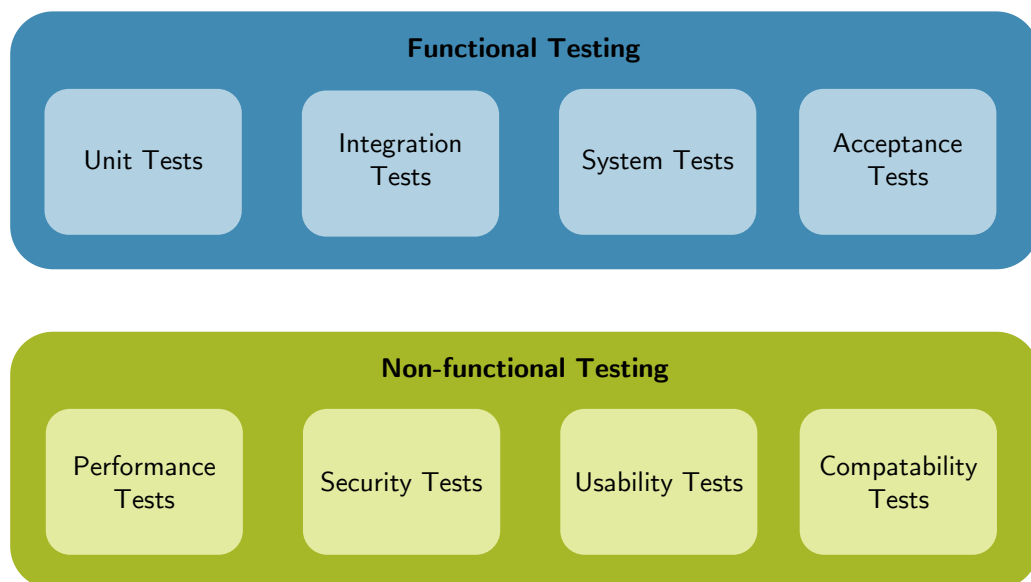 Functional Testing
Unit Tests
Integration
Tests
System Tests
Acceptance
Tests
Non-functional Testing
Performance
Tests
Security Tests
Usability Tests
Compatability
Tests